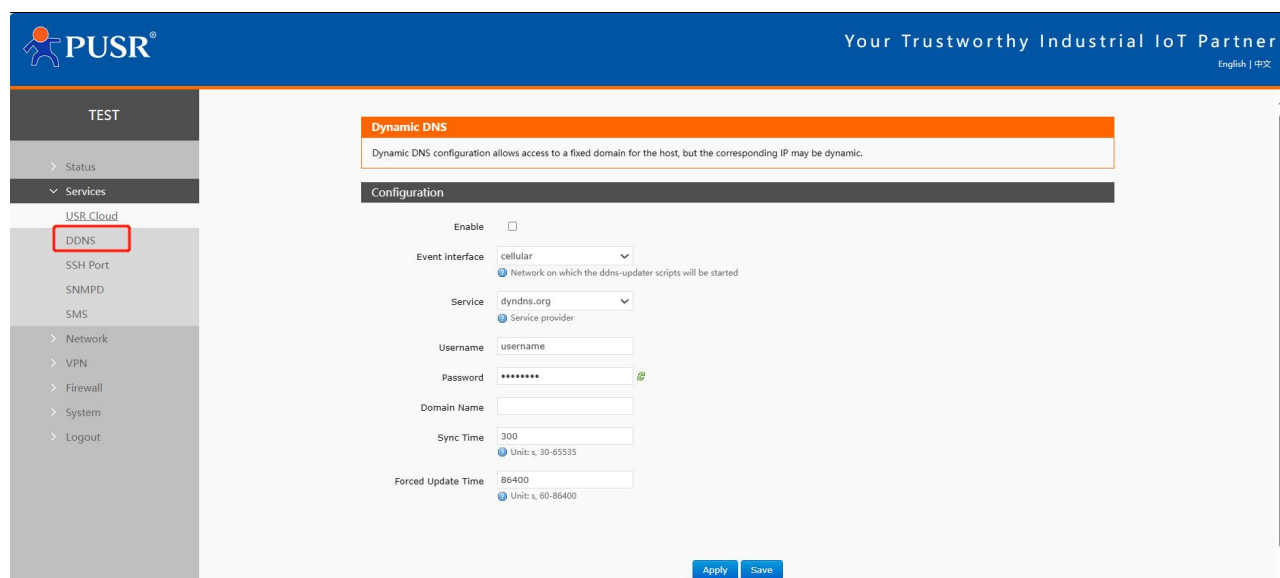 PUSR®
Your Trustworthy Industrial IoT Partner
English | 中文
TEST
Status
Services
USR Cloud
DDNS
SSH Port
SNMPD
SMS
Network
VPN
Firewall
System
Logout
Dynamic DNS
Dynamic DNS configuration allows access to a fixed domain for the host, but the corresponding IP may be dynamic.
Configuration
Enable
Event interface cellular
Network on which the ddns-updater scripts will be started
Service dyndns.org
Service provider
Username username
Password ••••••••
Domain Name
Sync Time 300
Unit: s, 30-65535
Forced Update Time 86400
Unit: s, 60-86400
Apply Save